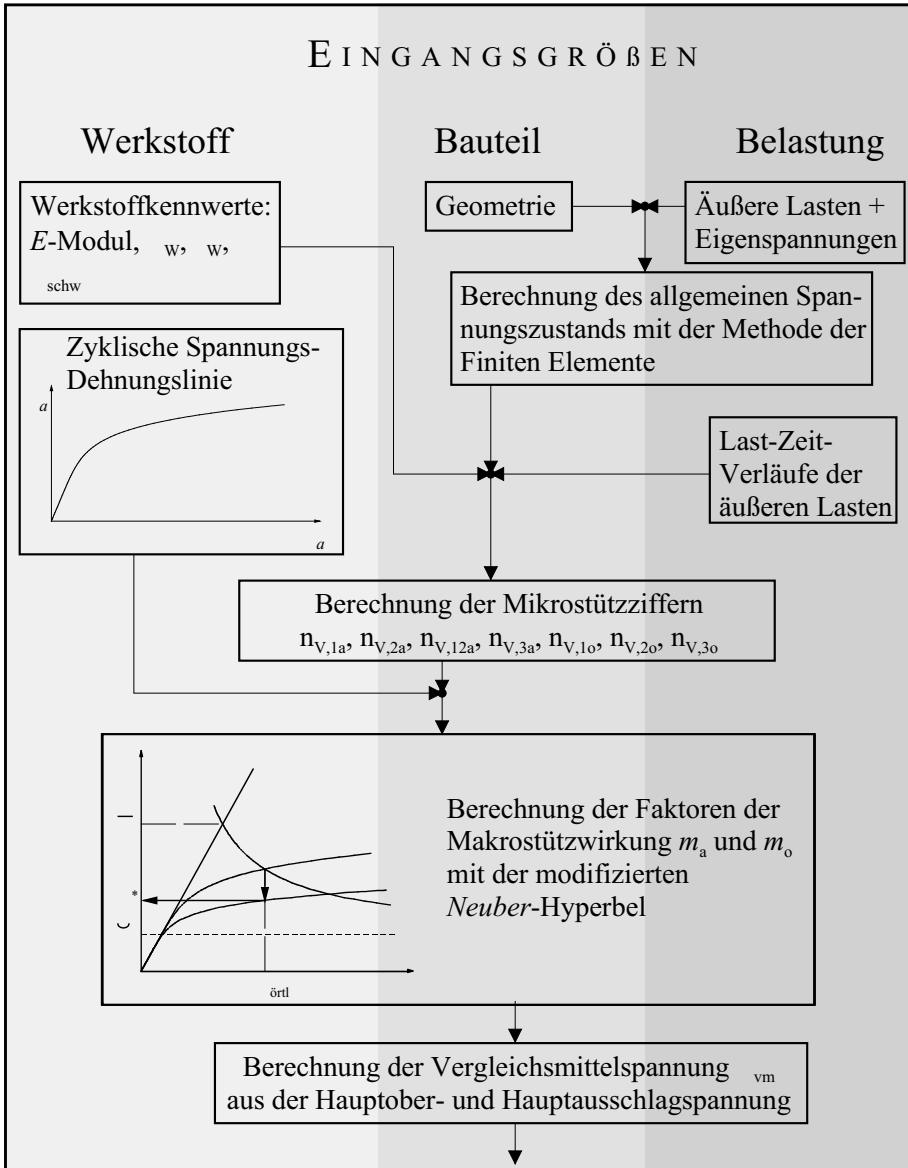 EINGANGSGRÖßEN
Werkstoff
Bauteil
Belastung
Werkstoffkennwerte:
E-Modul, W, W,
schw
Geometrie
Äußere Lasten +
Eigenspannungen
Berechnung des allgemeinen Span-
nungszustands mit der Methode der
Finiten Elemente
Zyklische Spannungs-
Dehnungslinie
a
a
Last-Zeit-
Verläufe der
äußeren Lasten
Berechnung der Mikrostützziffern
nV,1a, nV,2a, nV,12a, nV,3a, nV,1o, nV,2o, nV,3o
*
örtl
Berechnung der Faktoren der
Makrostützwirkung ma und mo
mit der modifizierten
Neuber-Hyperbel
Berechnung der Vergleichsmittelspannung vm
aus der Hauptober- und Hauptausschlagspannung